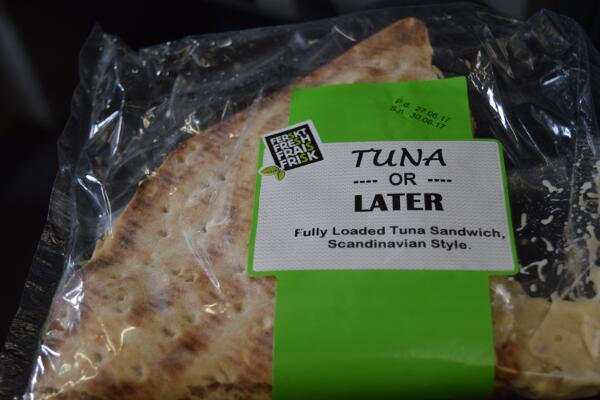 P.d. 27.06.17
S.n. 30.06.17
FERSKT
FRESH
FRAIS
FRISK
TUNA
---- OR ----
LATER
Fully Loaded Tuna Sandwich,
Scandinavian Style.